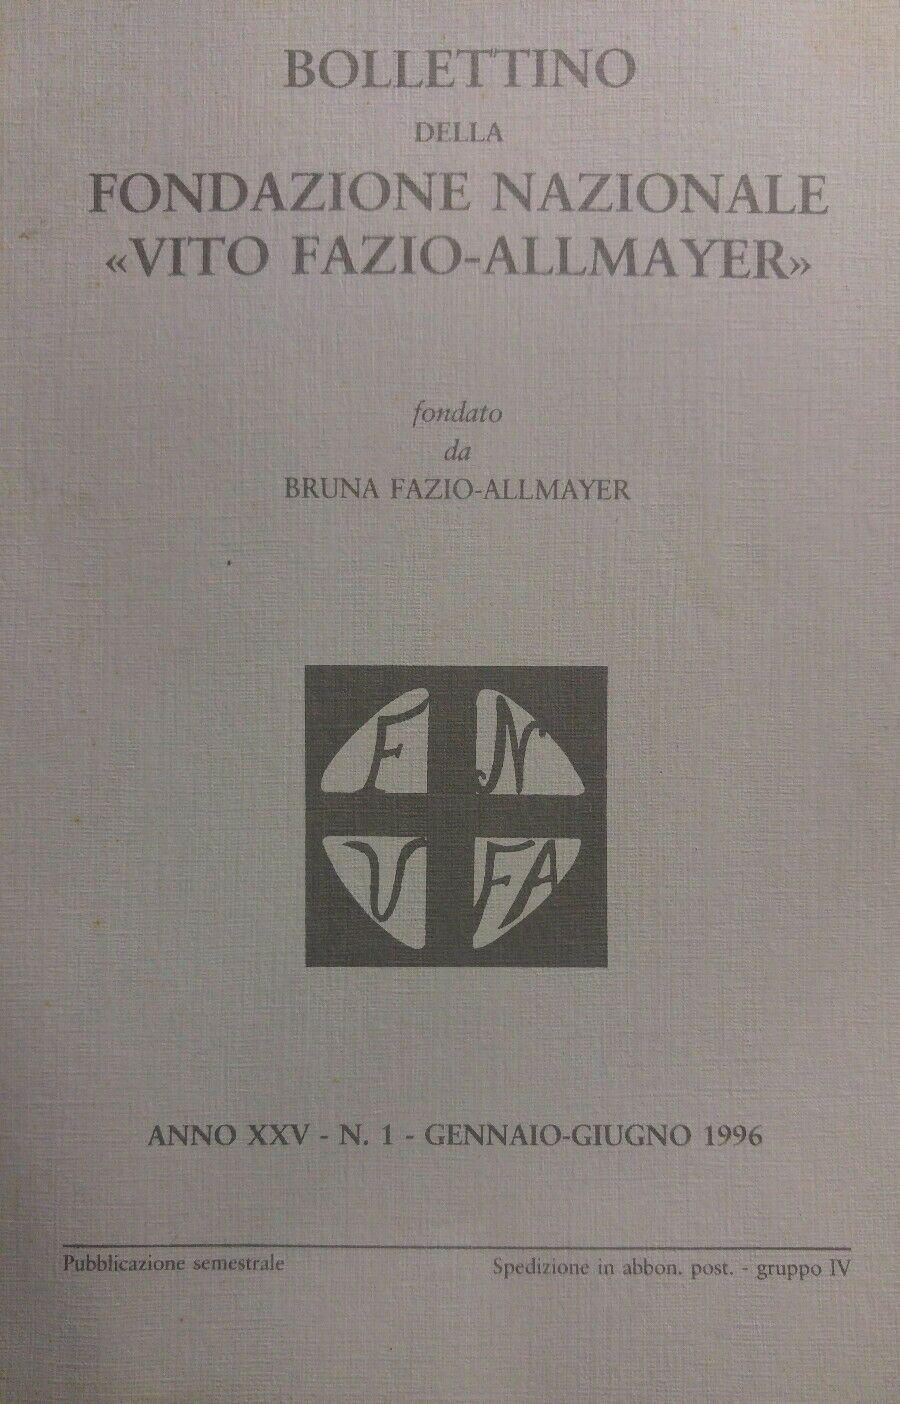 BOLLETTINO
DELLA
FONDAZIONE NAZIONALE
«VITO FAZIO-ALLMAYER»
fondato
da
BRUNA FAZIO-ALLMAYER
F N
V FA
ANNO XXV - N. 1 - GENNAIO-GIUGNO 1996
Pubblicazione semestrale Spedizione in abbon. post. - gruppo IV